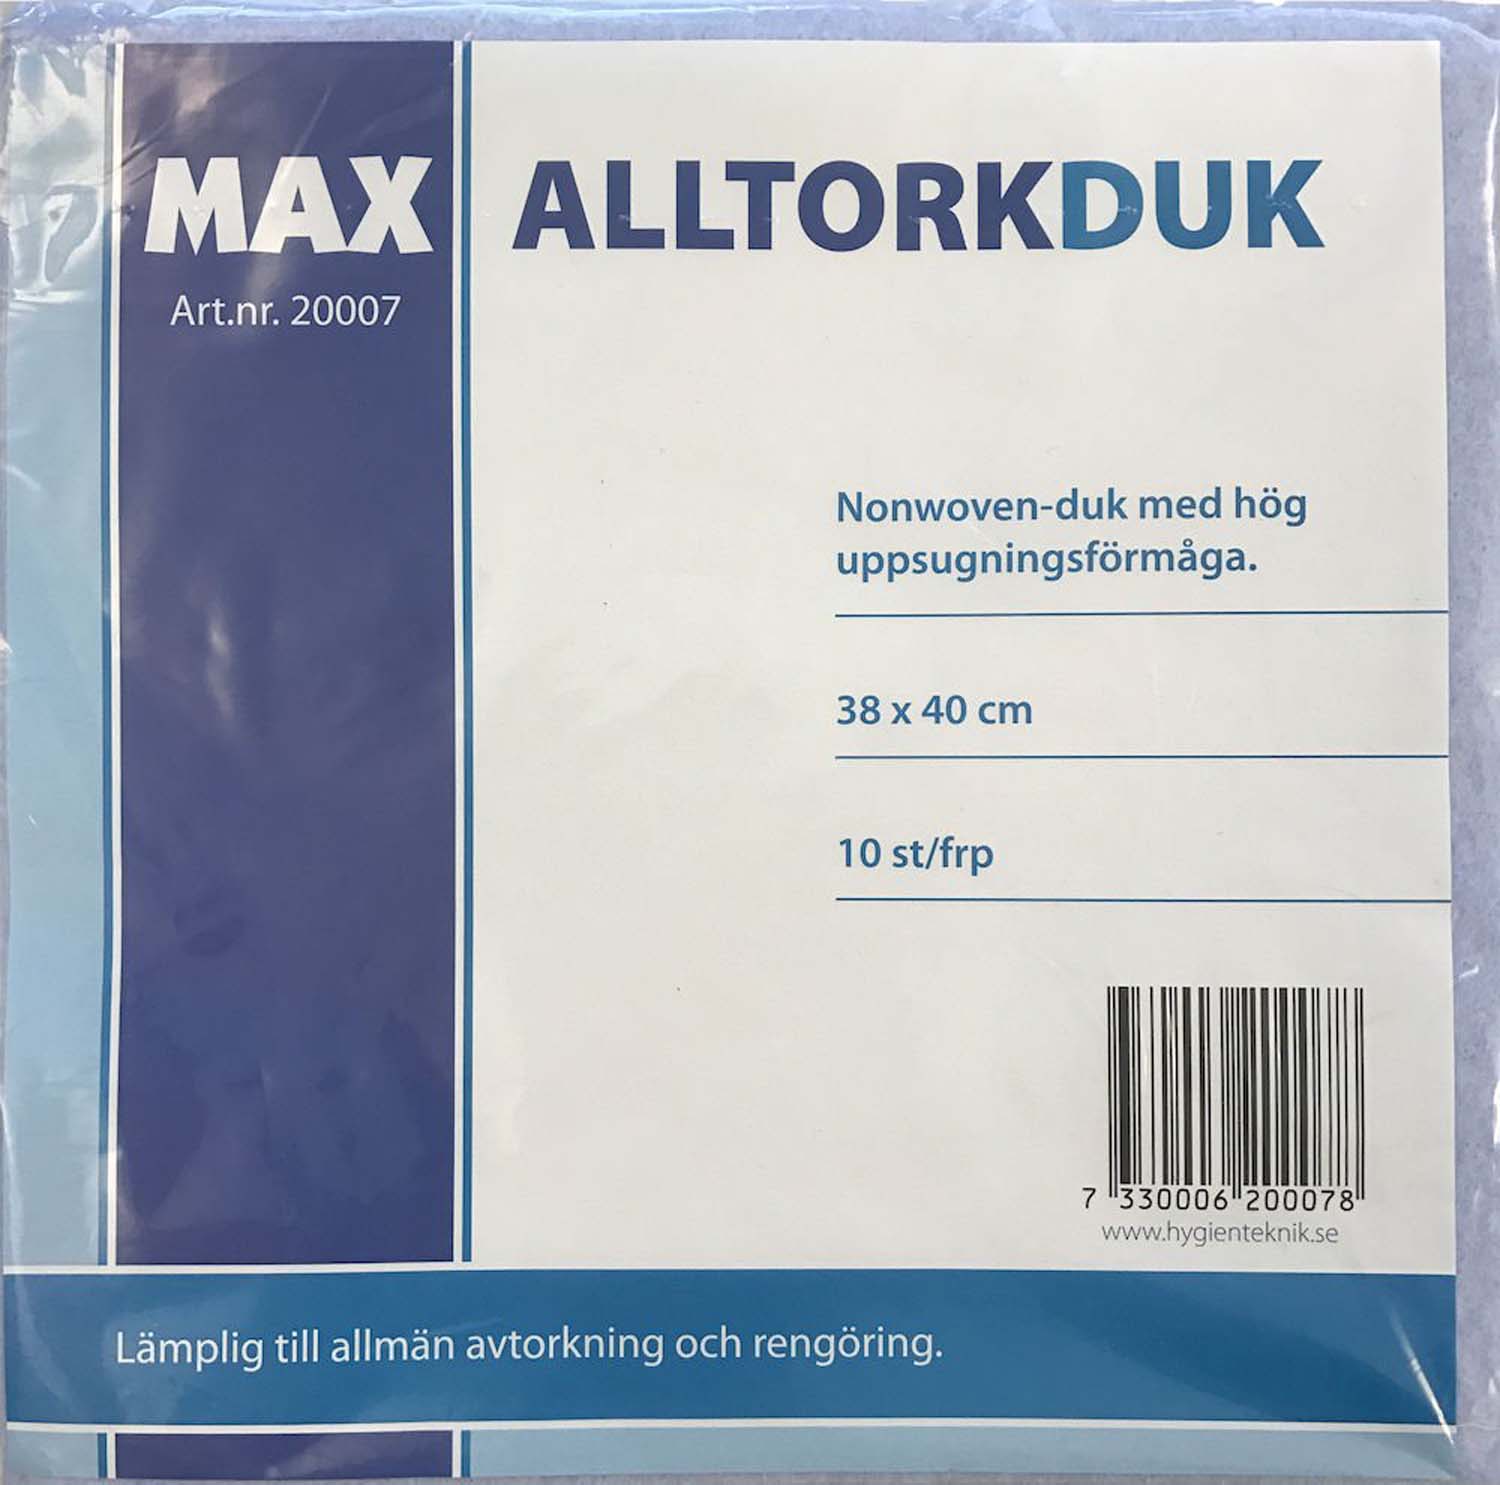 MAX
Art.nr. 20007
ALLTORKDUK
Nonwoven-duk med hög
uppsugningsförmåga.
38 x 40 cm
10 st/frp
7 330006 200078
www.hygienteknik.se
Lämplig till allmän avtorkning och rengöring.